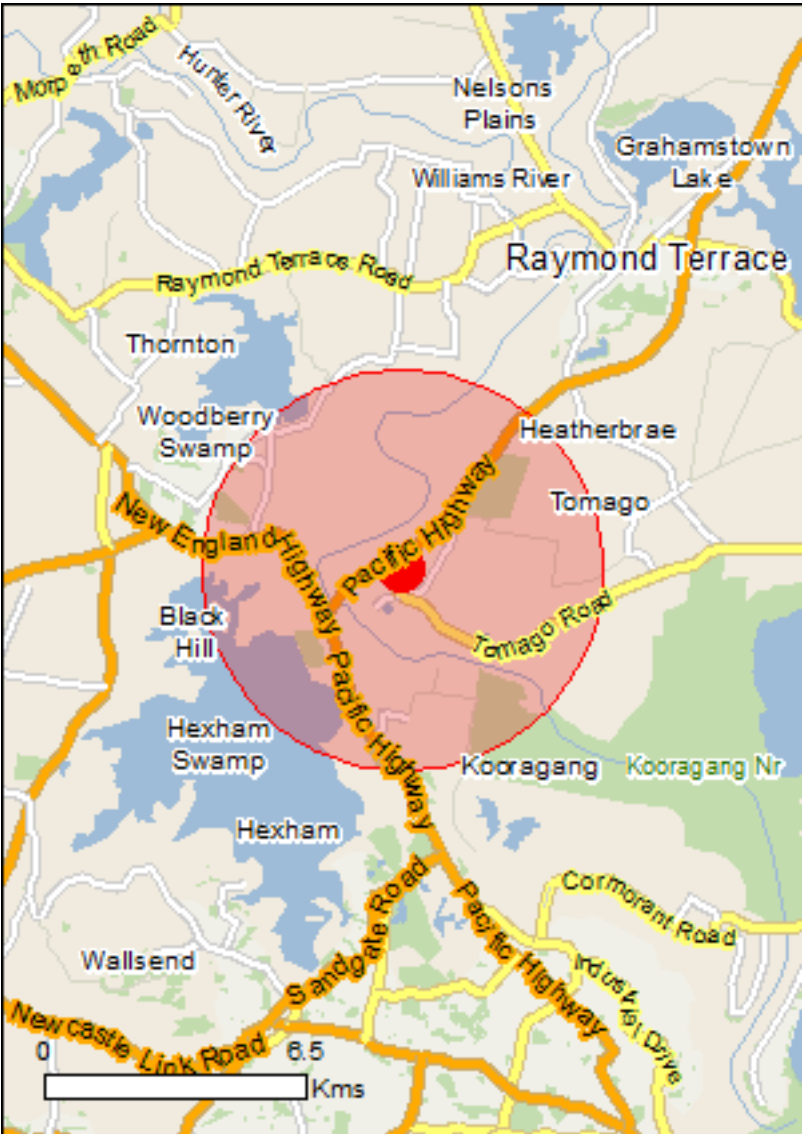 Morpeth Road
Hunter River
Nelsons
Plains
Grahamstown
Lake
Williams River
Raymond Terrace
Raymond Terrace Road
Thornton
Woodberry
Swamp
Heatherbrae
Pacific Highway
Tomago
New England
Highway
Black
Hill
Tomago Road
Pacific Highway
Hexham
Swamp
Kooragang
Kooragang Nr
Hexham
Sandgate Road
Pacific Highway
Cormorant Road
Wallsend
Industrial Drive
Newcastle Link Road
0 6.5
Kms